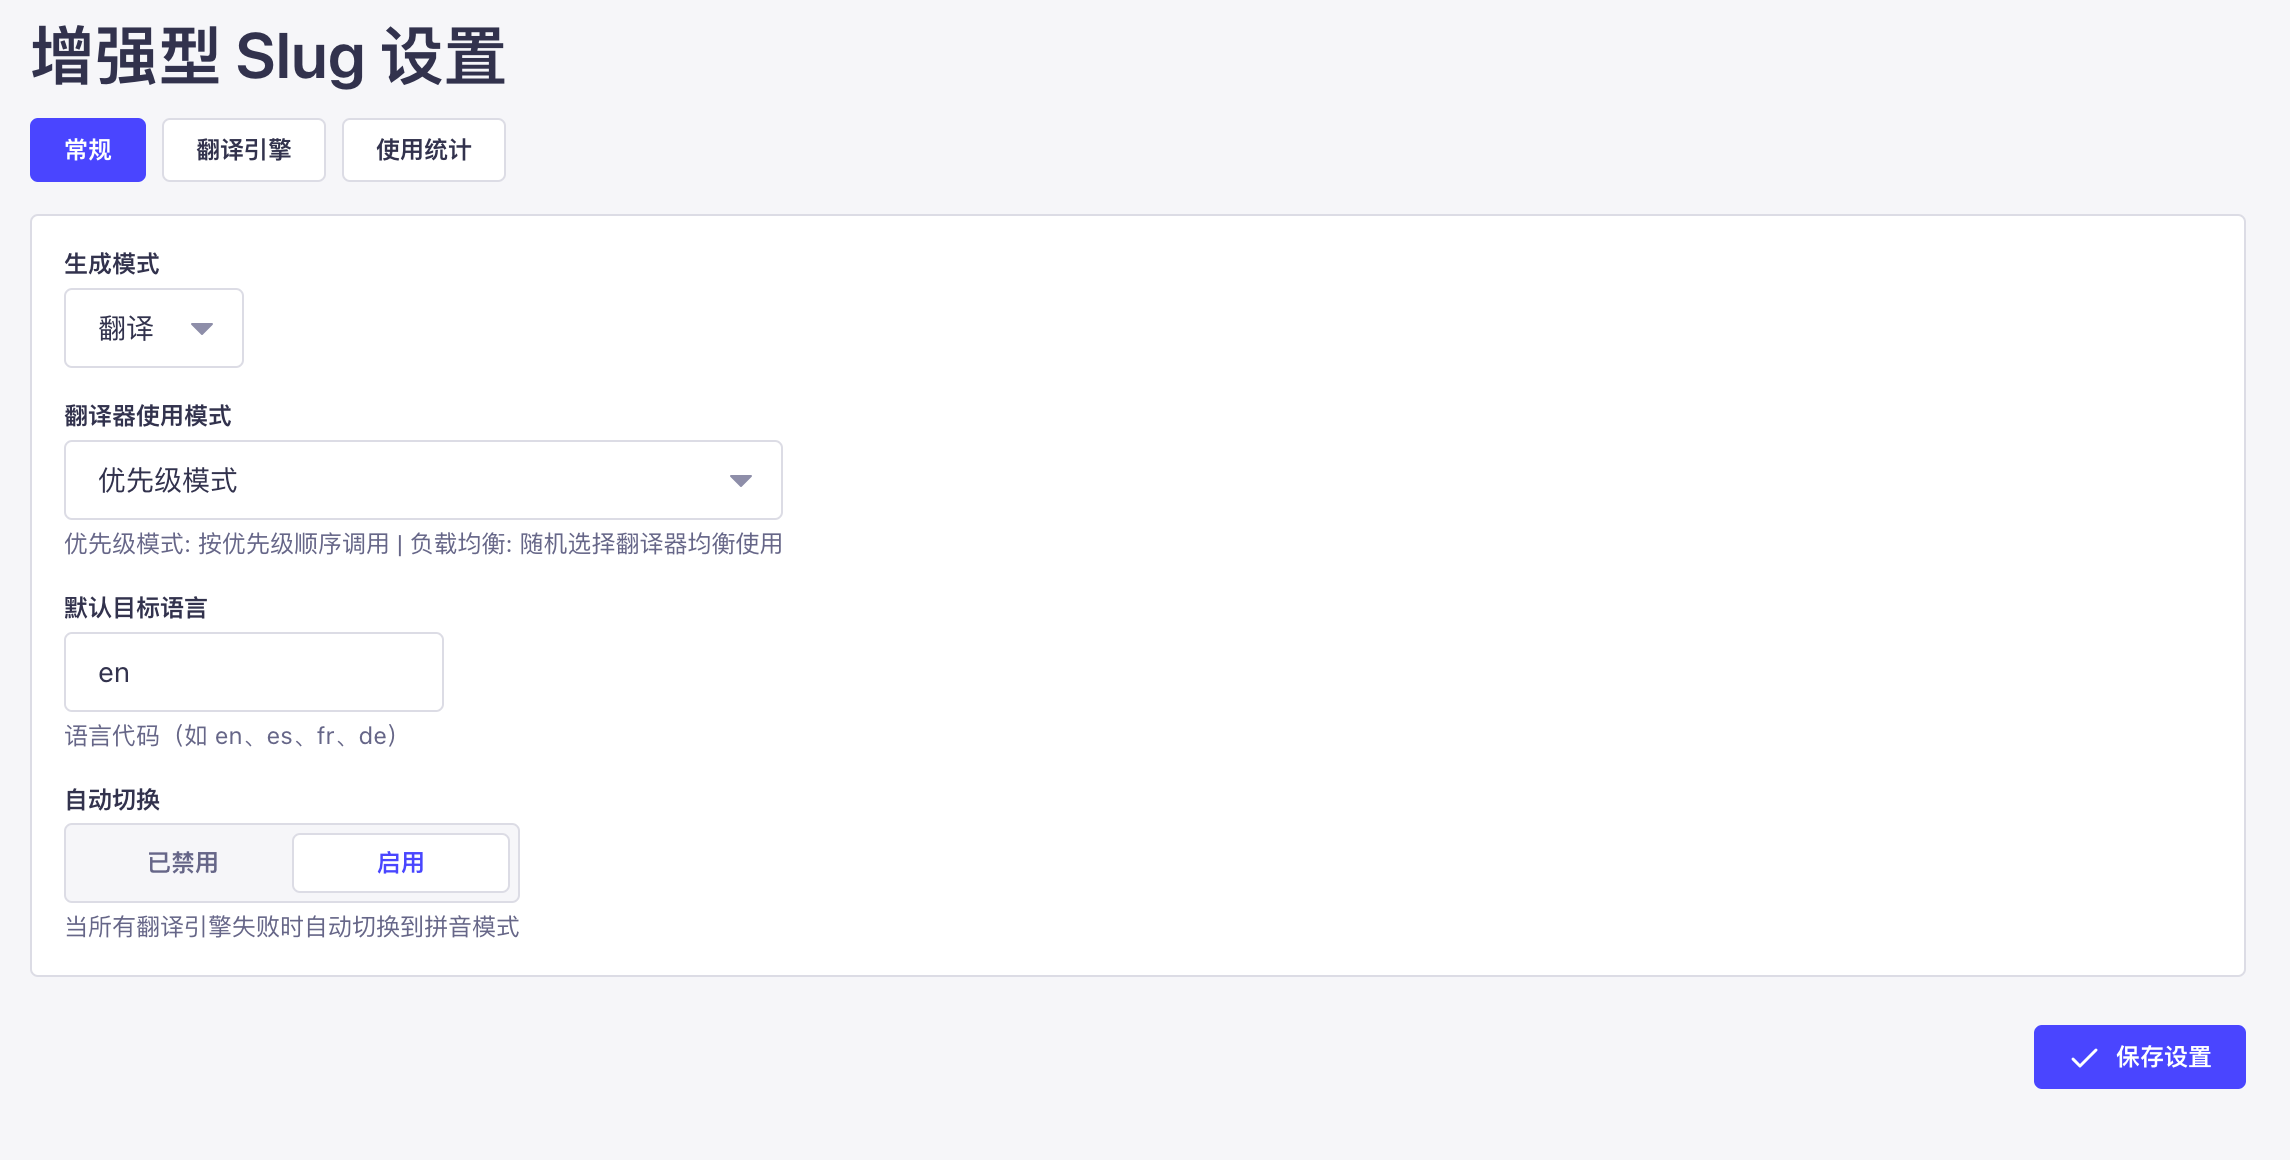 增强型 Slug 设置
常规
翻译引擎
使用统计
生成模式
翻译
翻译器使用模式
优先级模式
优先级模式: 按优先级顺序调用 | 负载均衡: 随机选择翻译器均衡使用
默认目标语言
en
语言代码（如 en、es、fr、de）
自动切换
已禁用
启用
当所有翻译引擎失败时自动切换到拼音模式
保存设置